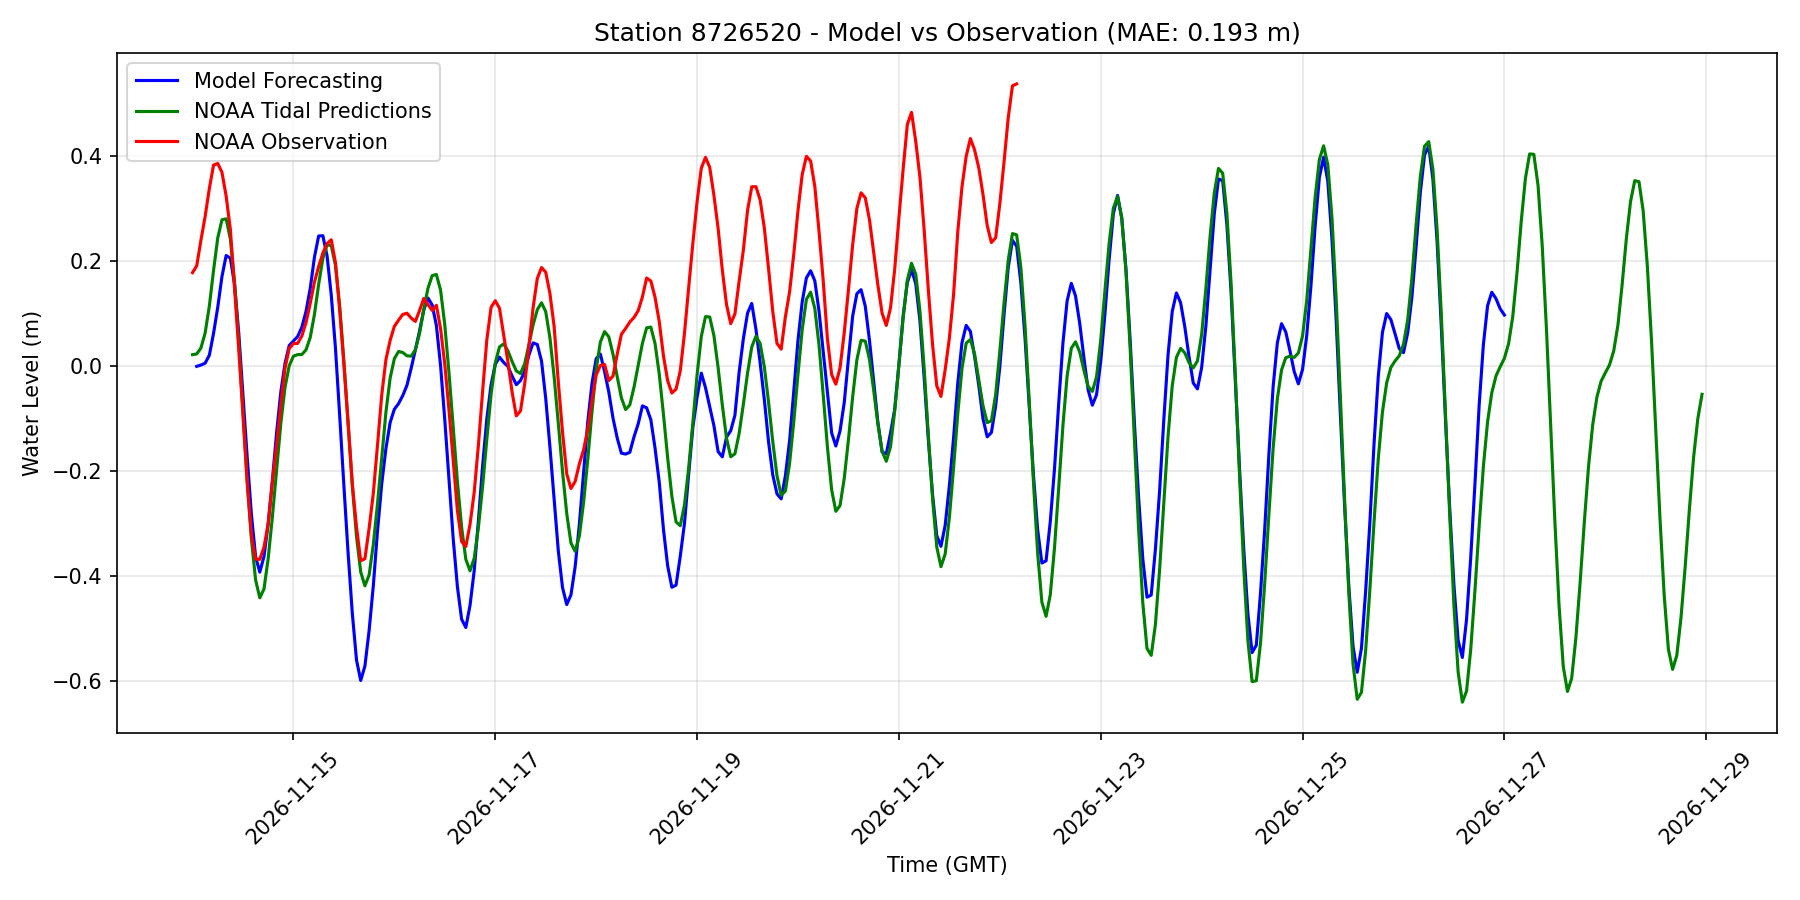 Station 8726520 - Model vs Observation (MAE: 0.193 m)
Model Forecasting
NOAA Tidal Predictions
NOAA Observation
Water Level (m)
0.4
0.2
0.0
−0.2
−0.4
−0.6
2026-11-15
2026-11-17
2026-11-19
2026-11-21
2026-11-23
2026-11-25
2026-11-27
2026-11-29
Time (GMT)